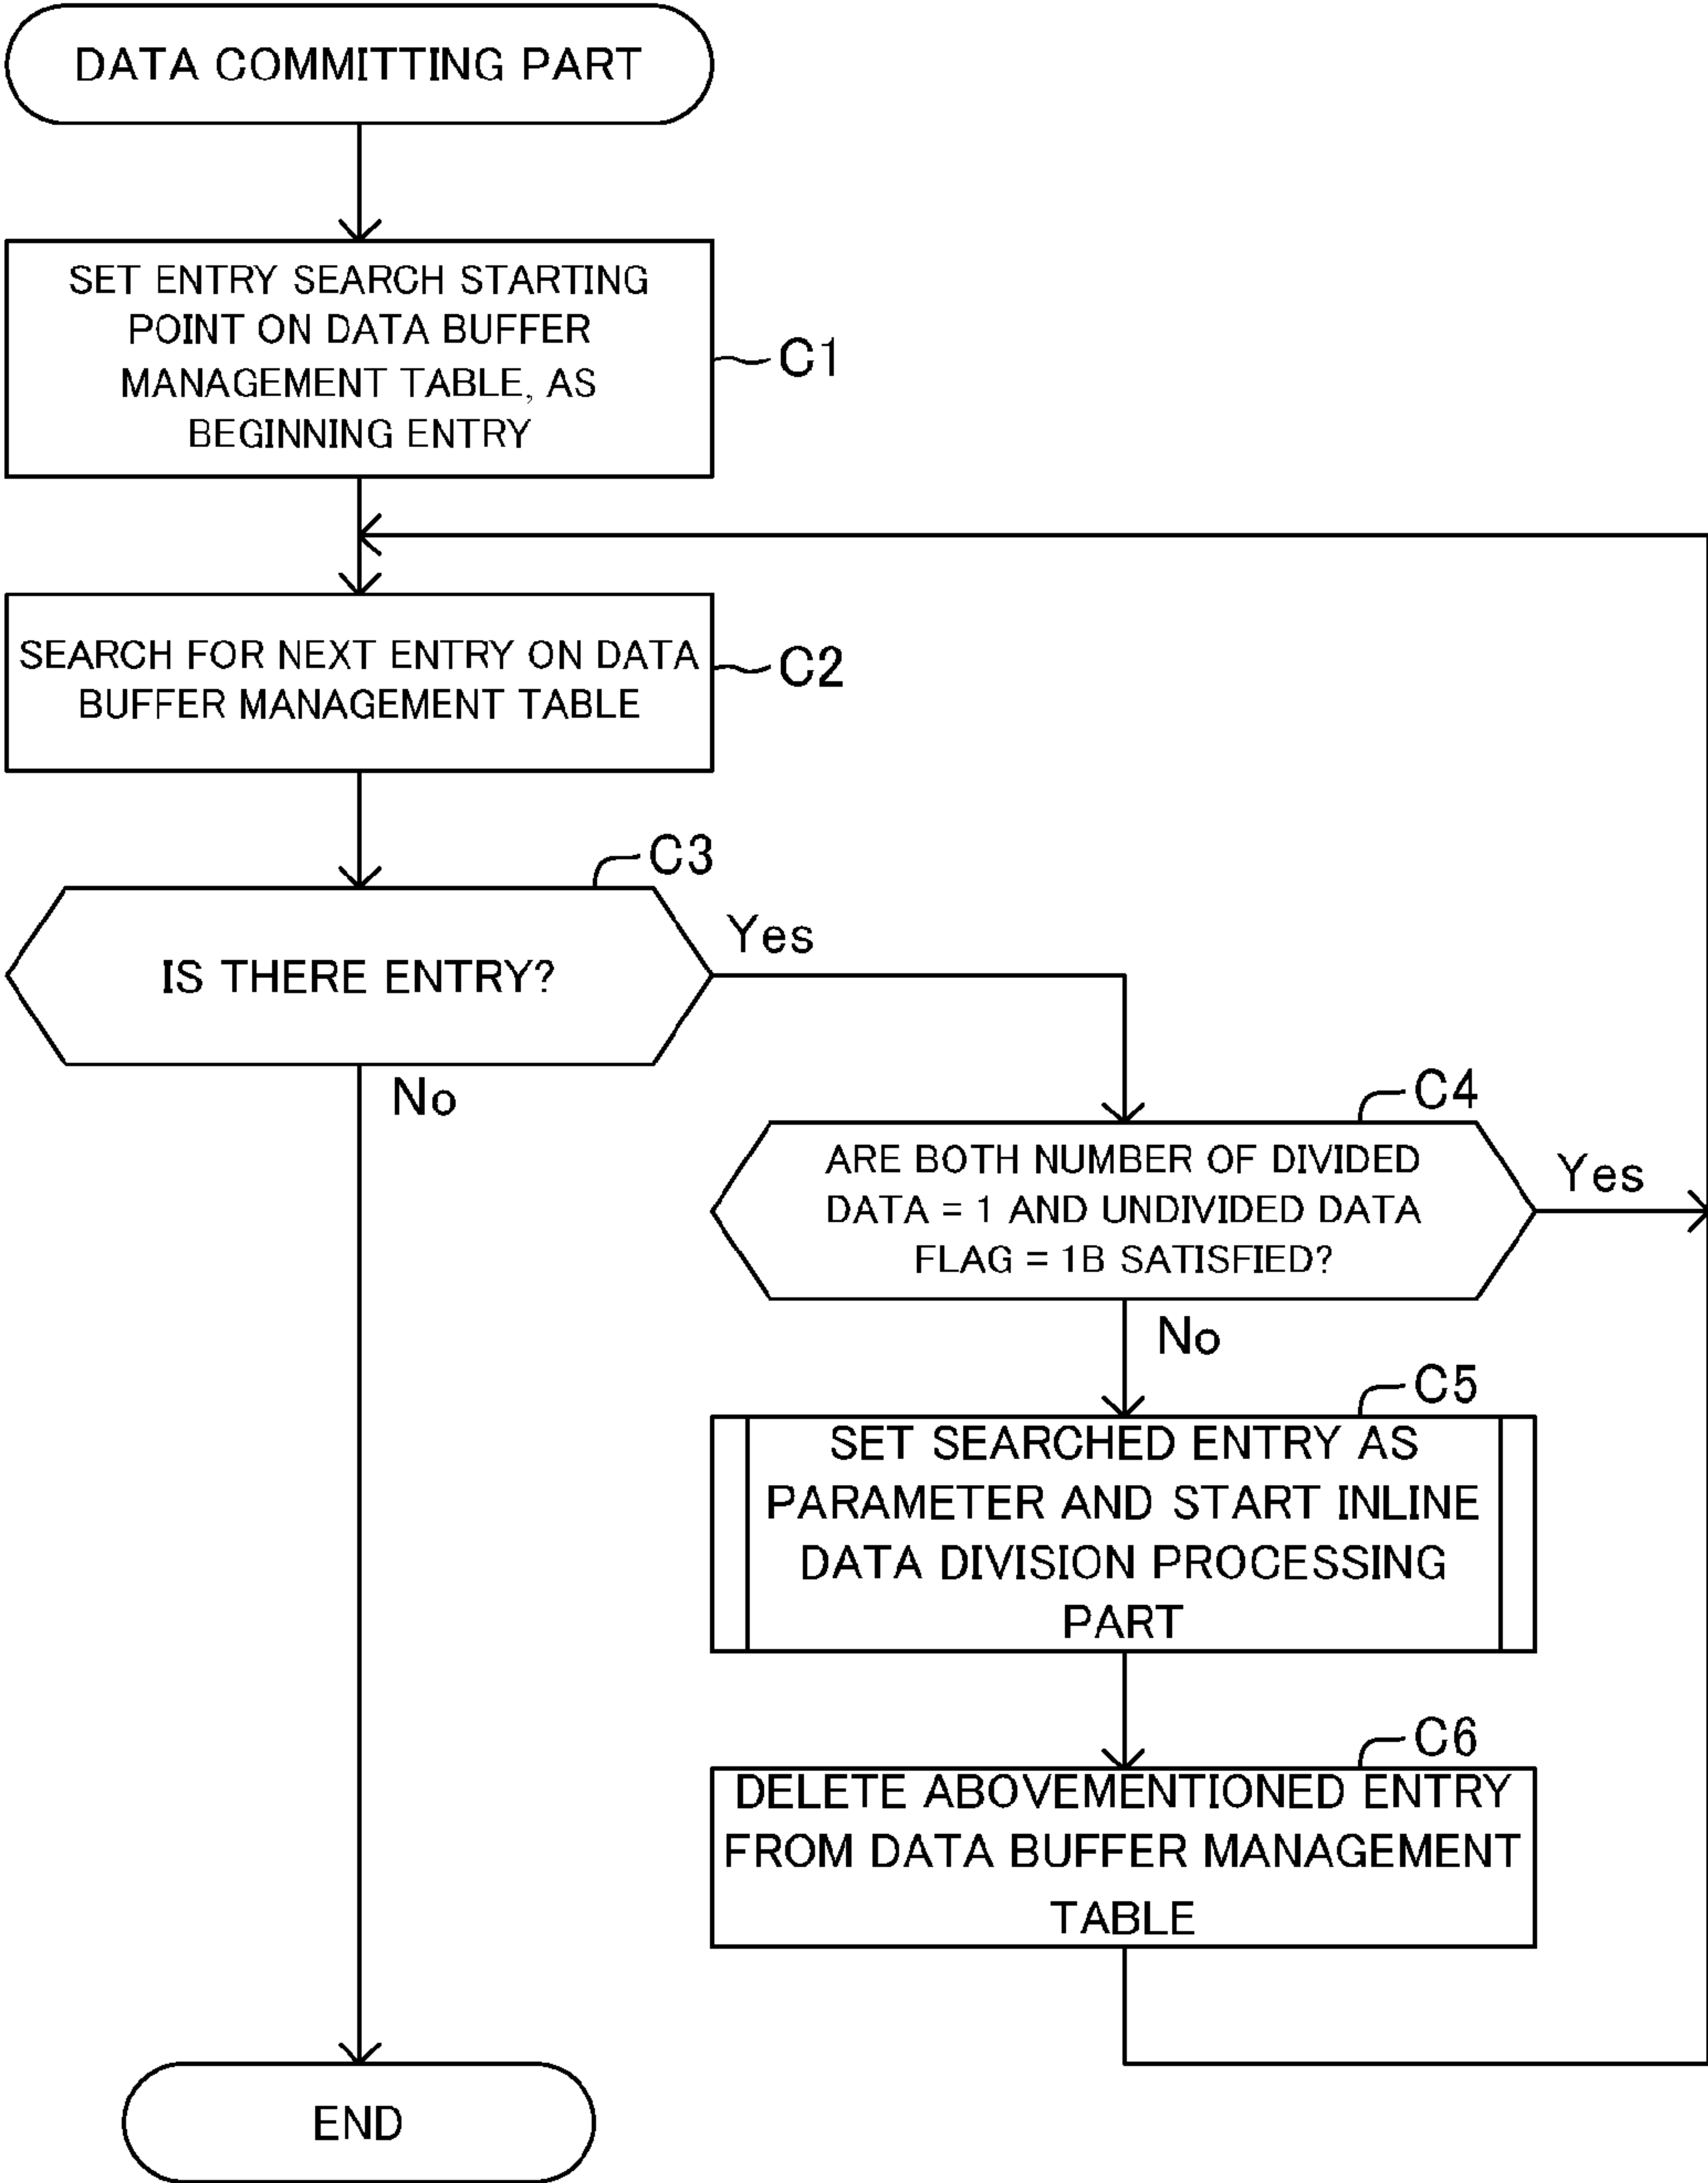 DATA COMMITTING PART
SET ENTRY SEARCH STARTING
POINT ON DATA BUFFER
MANAGEMENT TABLE, AS
BEGINNING ENTRY
C1
SEARCH FOR NEXT ENTRY ON DATA
BUFFER MANAGEMENT TABLE
C2
C3
IS THERE ENTRY?
Yes
No
C4
ARE BOTH NUMBER OF DIVIDED
DATA = 1 AND UNDIVIDED DATA
FLAG = 1B SATISFIED?
Yes
No
C5
SET SEARCHED ENTRY AS
PARAMETER AND START INLINE
DATA DIVISION PROCESSING
PART
C6
DELETE ABOVEMENTIONED ENTRY
FROM DATA BUFFER MANAGEMENT
TABLE
END